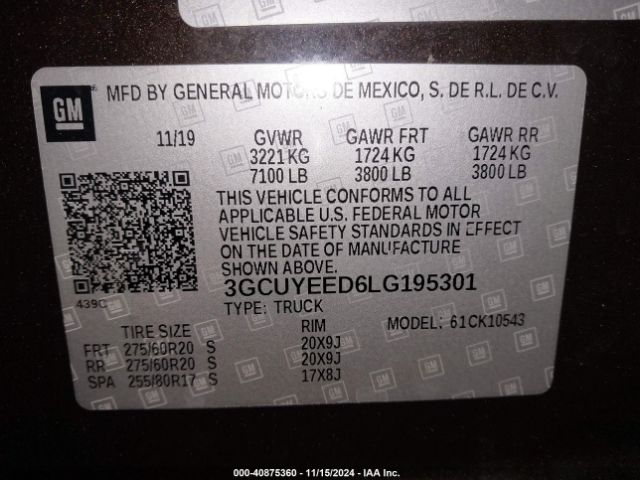 GM
MFD BY GENERAL MOTORS DE MEXICO, S. DE R.L. DE C.V.
11/19 GVWR GAWR FRT GAWR RR
3221 KG 1724 KG 1724 KG
7100 LB 3800 LB 3800 LB
THIS VEHICLE CONFORMS TO ALL
APPLICABLE U.S. FEDERAL MOTOR
VEHICLE SAFETY STANDARDS IN EFFECT
ON THE DATE OF MANUFACTURE
SHOWN ABOVE.
439C 3GCUYEED6LG195301
TYPE: TRUCK
TIRE SIZE RIM MODEL: 61CK10543
FRT 275/60R20 S 20X9J
RR 275/60R20 S 20X9J
SPA 255/80R17 S 17X8J
000-40875360 - 11/15/2024 - IAA Inc.